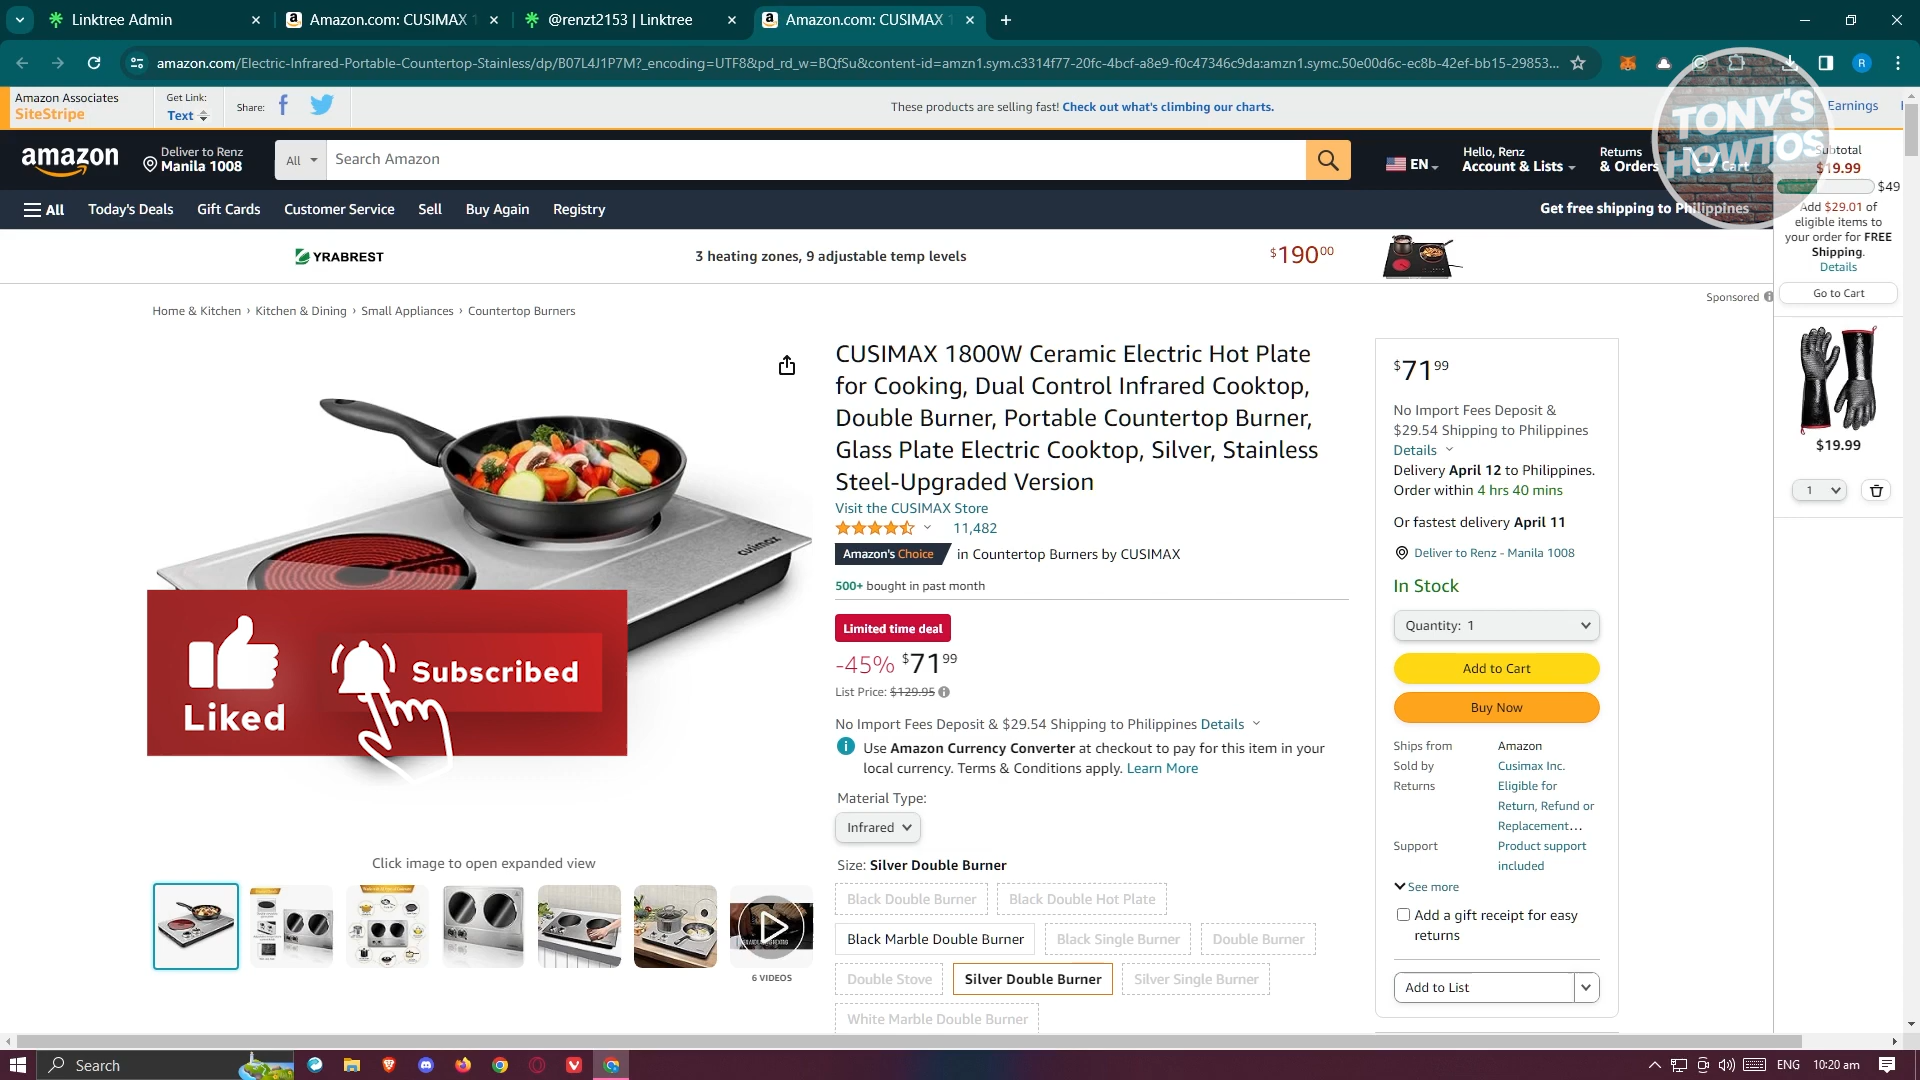 Linktree Admin
Amazon.com: CUSIMAX 1
@renzt2153 | Linktree
Amazon.com: CUSIMAX 1
amazon.com/Electric-Infrared-Portable-Countertop-Stainless/dp/B07L4J1P7M?_encoding=UTF8&pd_rd_w=BQfSu&content-id=amzn1.sym.c3314f77-20fc-4bcf-a8e9-f0c47346c9da:amzn1.symc.50e00d6c-ec8b-42ef-bb15-29853...
R
Amazon Associates
SiteStripe
Get Link:
Text
Share:
These products are selling fast! Check out what's climbing our charts.
Earnings
TONY'S
HOWTOS
amazon
Deliver to Renz
Manila 1008
All
Search Amazon
EN
Hello, Renz
Account & Lists
Returns
& Orders
Cart
Subtotal
$19.99
$49
Add $29.01 of
eligible items to
your order for FREE
Shipping.
Details
Go to Cart
$19.99
1
All
Today's Deals
Gift Cards
Customer Service
Sell
Buy Again
Registry
Get free shipping to Philippines
YRABREST
3 heating zones, 9 adjustable temp levels
$19000
Sponsored
Home & Kitchen › Kitchen & Dining › Small Appliances › Countertop Burners
cusimax
Liked
Subscribed
Click image to open expanded view
6 VIDEOS
CUSIMAX 1800W Ceramic Electric Hot Plate
for Cooking, Dual Control Infrared Cooktop,
Double Burner, Portable Countertop Burner,
Glass Plate Electric Cooktop, Silver, Stainless
Steel-Upgraded Version
Visit the CUSIMAX Store
11,482
Amazon's Choice in Countertop Burners by CUSIMAX
500+ bought in past month
Limited time deal
-45% $7199
List Price: $129.95
No Import Fees Deposit & $29.54 Shipping to Philippines Details
Use Amazon Currency Converter at checkout to pay for this item in your
local currency. Terms & Conditions apply. Learn More
Material Type:
Infrared
Size: Silver Double Burner
Black Double Burner
Black Double Hot Plate
Black Marble Double Burner
Black Single Burner
Double Burner
Double Stove
Silver Double Burner
Silver Single Burner
White Marble Double Burner
$7199
No Import Fees Deposit &
$29.54 Shipping to Philippines
Details
Delivery April 12 to Philippines.
Order within 4 hrs 40 mins
Or fastest delivery April 11
Deliver to Renz - Manila 1008
In Stock
Quantity: 1
Add to Cart
Buy Now
Ships from Amazon
Sold by Cusimax Inc.
Returns Eligible for
Return, Refund or
Replacement...
Support Product support
included
See more
Add a gift receipt for easy
returns
Add to List
Search
ENG
10:20 am